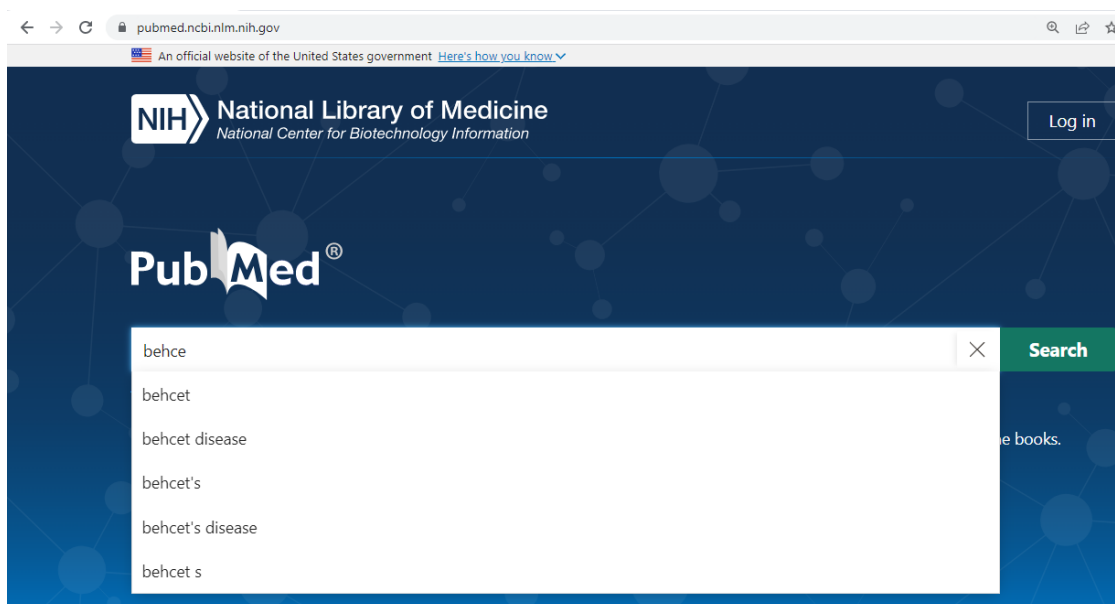 pubmed.ncbi.nlm.nih.gov
An official website of the United States government Here's how you know
NIH National Library of Medicine
National Center for Biotechnology Information
Log in
PubMed®
behce
Search
behcet
behcet disease
books.
behcet's
behcet's disease
behcet s